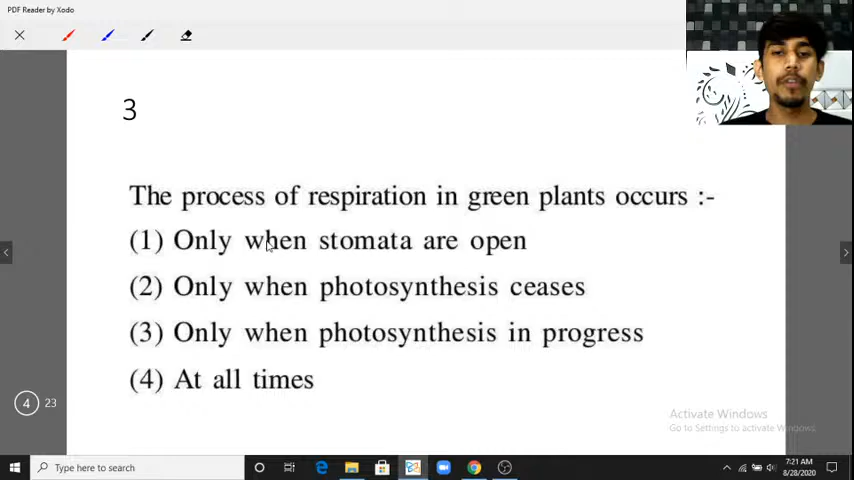 PDF Reader by Xodo
3
The process of respiration in green plants occurs :-
(1) Only when stomata are open
(2) Only when photosynthesis ceases
(3) Only when photosynthesis in progress
(4) At all times
4 23
Activate Windows
Go to Settings to activate Windows.
Type here to search
7:21 AM
8/28/2020